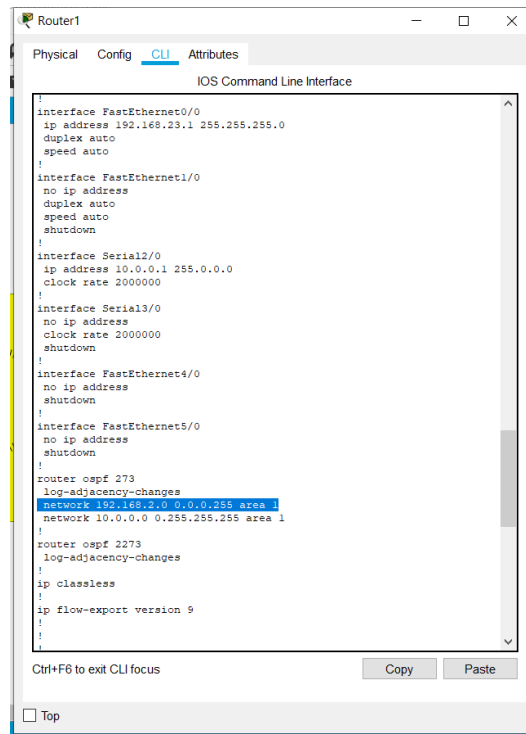 Router1
Physical Config CLI Attributes
IOS Command Line Interface
!
interface FastEthernet0/0
ip address 192.168.23.1 255.255.255.0
duplex auto
speed auto
!
interface FastEthernet1/0
no ip address
duplex auto
speed auto
shutdown
!
interface Serial2/0
ip address 10.0.0.1 255.0.0.0
clock rate 2000000
!
interface Serial3/0
no ip address
clock rate 2000000
shutdown
!
interface FastEthernet4/0
no ip address
shutdown
!
interface FastEthernet5/0
no ip address
shutdown
!
router ospf 273
log-adjacency-changes
network 192.168.2.0 0.0.0.255 area 1
network 10.0.0.0 0.255.255.255 area 1
!
router ospf 2273
log-adjacency-changes
!
ip classless
!
ip flow-export version 9
!
!
!
Ctrl+F6 to exit CLI focus
Copy Paste
Top